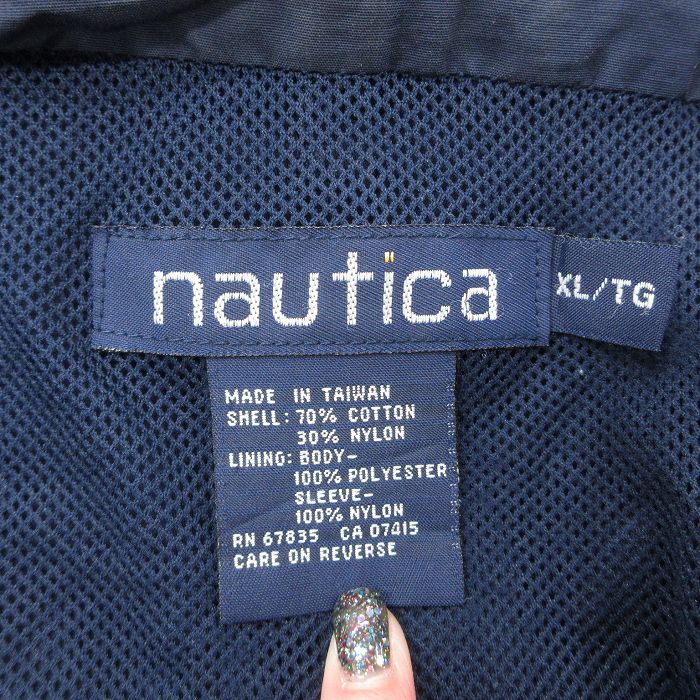 nautica
XL/TG
MADE IN TAIWAN
SHELL: 70% COTTON
30% NYLON
LINING: BODY-
100% POLYESTER
SLEEVE-
100% NYLON
RN 67835 CA 07415
CARE ON REVERSE